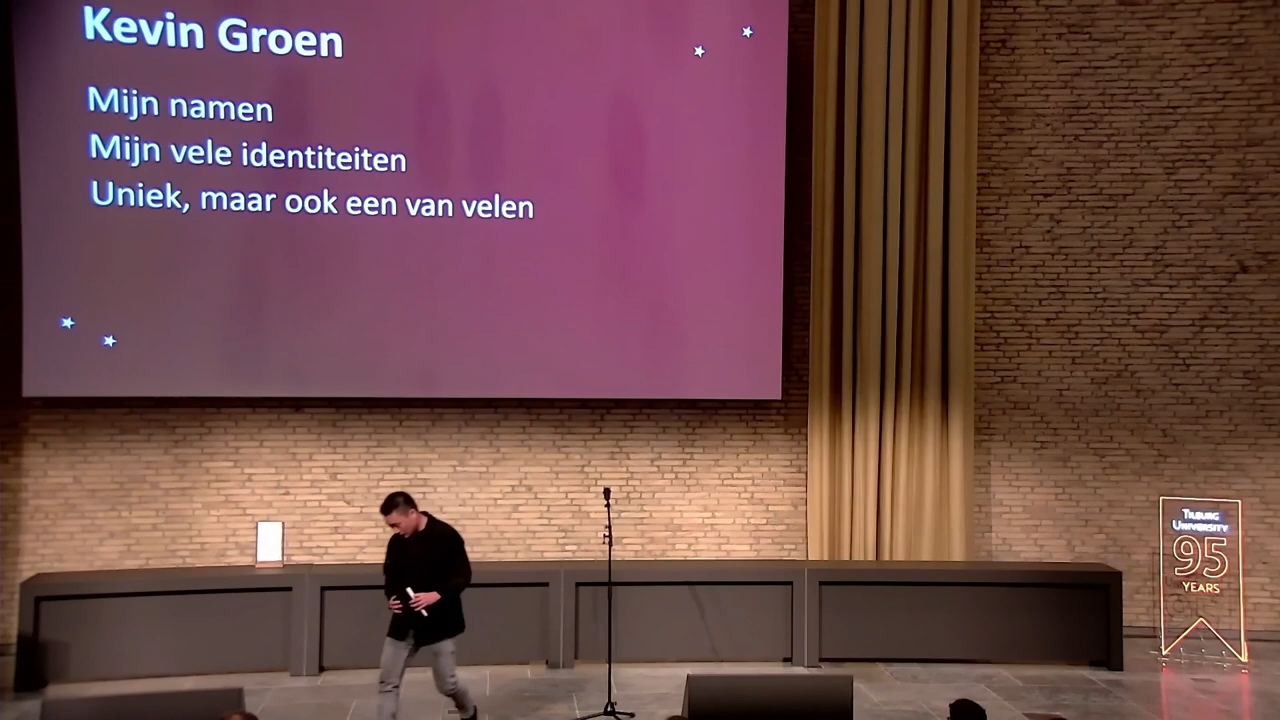 Kevin Groen
Mijn namen
Mijn vele identiteiten
Uniek, maar ook een van velen
TILBURG
UNIVERSITY
95
YEARS